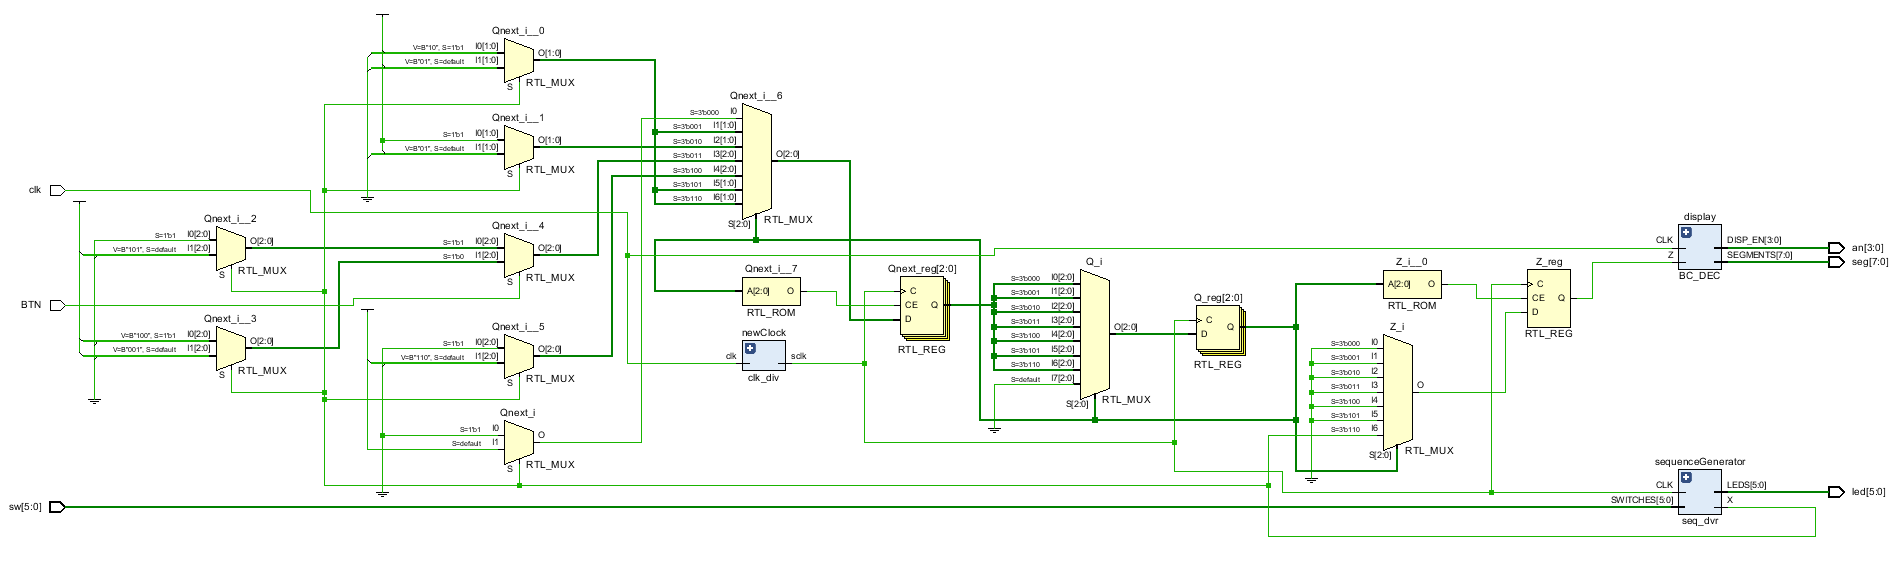 Qnext_i__0
V=B"10", S=1'b1 I0[1:0]
V=B"01", S=default I1[1:0]
O[1:0]
S
RTL_MUX
Qnext_i__1
S=1'b1 I0[1:0]
V=B"01", S=default I1[1:0]
O[1:0]
S
RTL_MUX
Qnext_i__6
S=3'b000 I0
S=3'b001 I1[1:0]
S=3'b010 I2[1:0]
S=3'b011 I3[2:0]
S=3'b100 I4[2:0]
S=3'b101 I5[1:0]
S=3'b110 I6[1:0]
O[2:0]
S[2:0]
RTL_MUX
clk
Qnext_i__2
S=1'b1 I0[2:0]
V=B"101", S=default I1[2:0]
O[2:0]
S
RTL_MUX
Qnext_i__4
S=1'b1 I0[2:0]
S=1'b0 I1[2:0]
O[2:0]
S
RTL_MUX
BTN
Qnext_i__3
V=B"100", S=1'b1 I0[2:0]
V=B"001", S=default I1[2:0]
O[2:0]
S
RTL_MUX
Qnext_i__5
S=1'b1 I0[2:0]
V=B"110", S=default I1[2:0]
O[2:0]
S
RTL_MUX
Qnext_i
S=1'b1 I0
S=default I1
O
S
RTL_MUX
Qnext_i__7
A[2:0] O
RTL_ROM
newClock
clk
sclk
clk_div
Qnext_reg[2:0]
C
CE Q
D
RTL_REG
Q_i
S=3'b000 I0[2:0]
S=3'b001 I1[2:0]
S=3'b010 I2[2:0]
S=3'b011 I3[2:0]
S=3'b100 I4[2:0]
S=3'b101 I5[2:0]
S=3'b110 I6[2:0]
S=default I7[2:0]
O[2:0]
S[2:0]
RTL_MUX
Q_reg[2:0]
C
D Q
RTL_REG
Z_i__0
A[2:0] O
RTL_ROM
Z_i
S=3'b000 I0
S=3'b001 I1
S=3'b010 I2
S=3'b011 I3
S=3'b100 I4
S=3'b101 I5
S=3'b110 I6
O
S[2:0]
RTL_MUX
Z_reg
C
CE Q
D
RTL_REG
display
CLK
Z
DISP_EN[3:0]
SEGMENTS[7:0]
BC_DEC
an[3:0]
seg[7:0]
sw[5:0]
sequenceGenerator
CLK
SWITCHES[5:0]
LEDS[5:0]
X
seq_dvr
led[5:0]